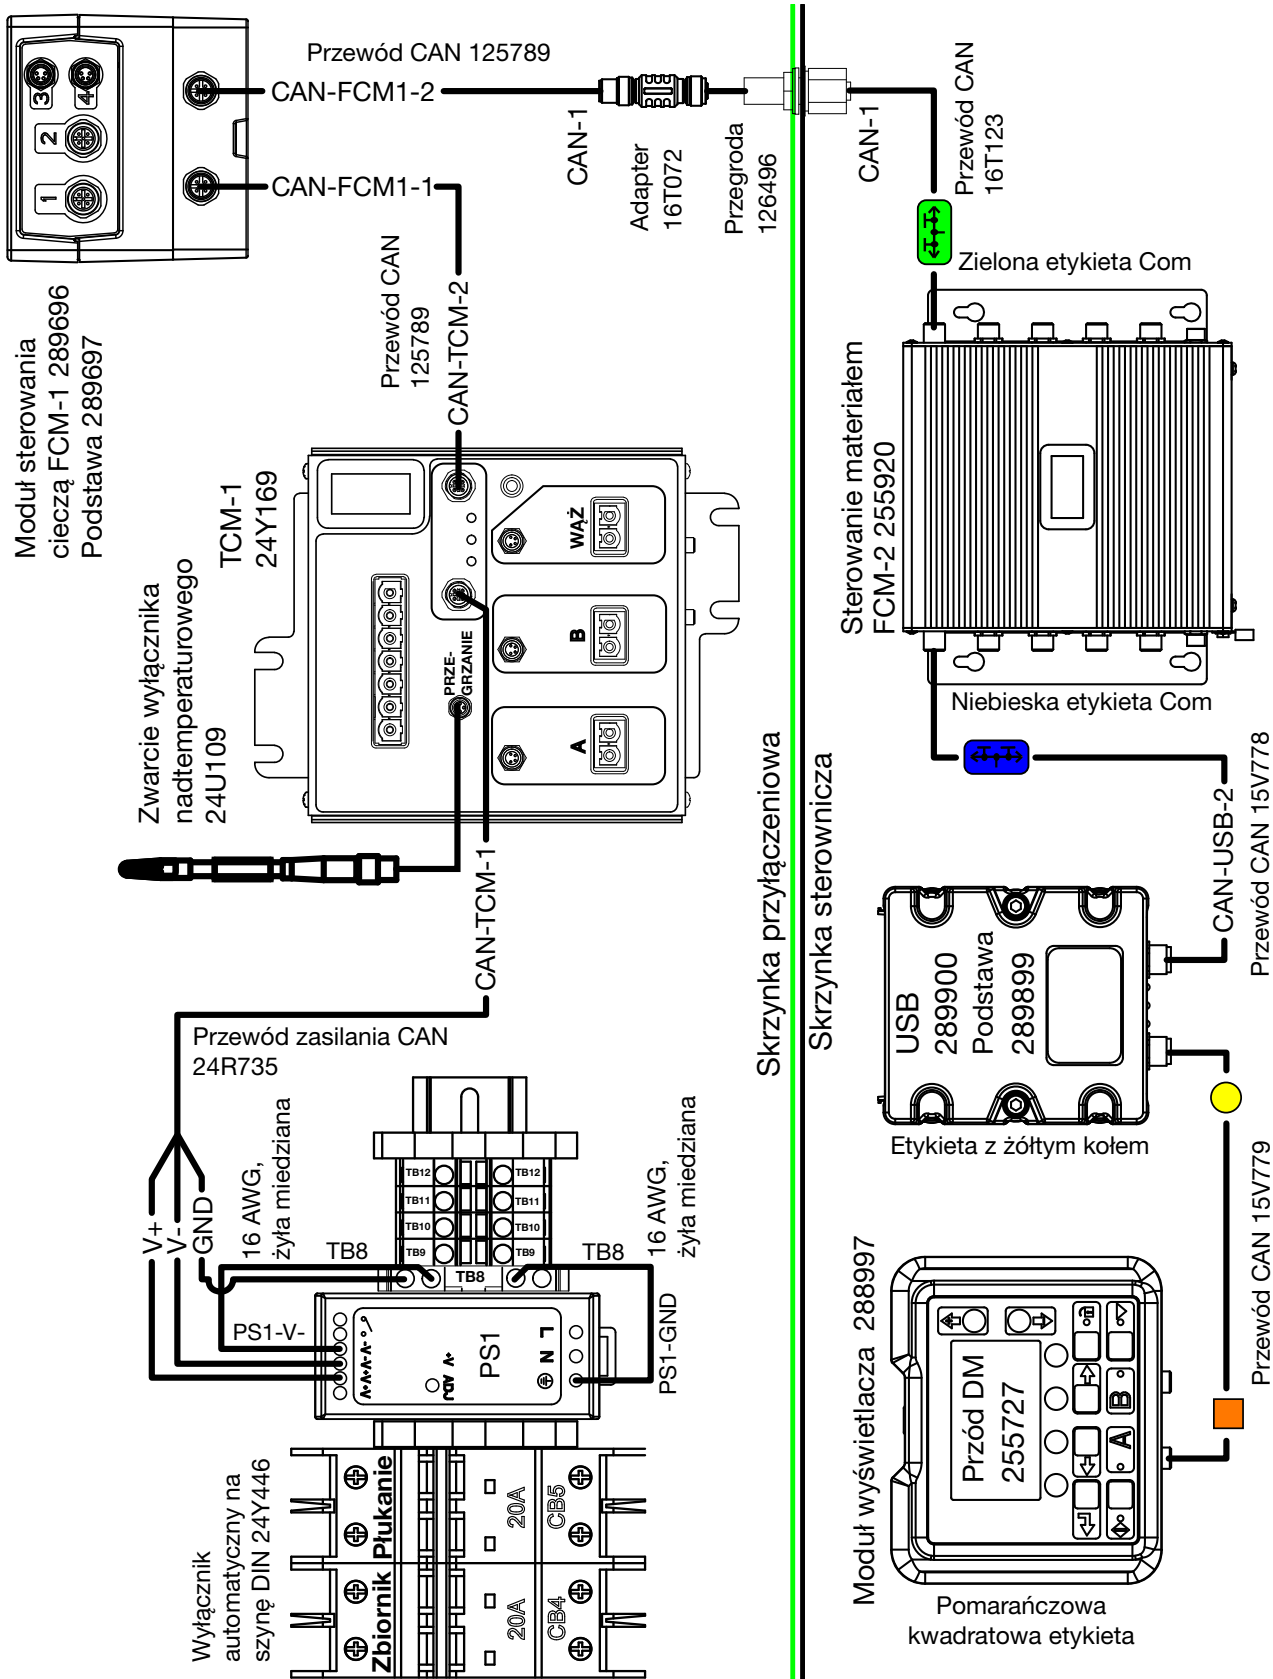 Przewód CAN 125789
CAN-FCM1-2
CAN-1
Adapter
16T072
Przegroda
126496
CAN-1
Przewód CAN
16T123
3
4
2
1
CAN-FCM1-1
Moduł sterowania
cieczą FCM-1 289696
Podstawa 289697
Przewód CAN
125789
CAN-TCM-2
Zielona etykieta Com
TCM-1
24Y169
Zwarcie wyłącznika
nadtemperaturowego
24U109
WĄŻ
B
A
PRZE-
GRZANIE
Sterowanie materiałem
FCM-2 255920
Niebieska etykieta Com
CAN-TCM-1
Skrzynka przyłączeniowa
Skrzynka sterownicza
CAN-USB-2
Przewód CAN 15V778
USB
289900
Podstawa
289899
Etykieta z żółtym kołem
Przewód zasilania CAN
24R735
V+
V-
GND
16 AWG,
żyła miedziana
TB12
TB12
TB11
TB11
TB10
TB10
TB9
TB9
TB8
TB8
TB8
16 AWG,
żyła miedziana
PS1-V-
PS1-GND
V+V+V-V-
+V ADJ
PS1
L
N
Przewód CAN 15V779
Moduł wyświetlacza 288997
Przód DM
255727
A
B
Pomarańczowa
kwadratowa etykieta
Wyłącznik
automatyczny na
szynę DIN 24Y446
Zbiornik
Płukanie
20A
20A
CB4
CB5